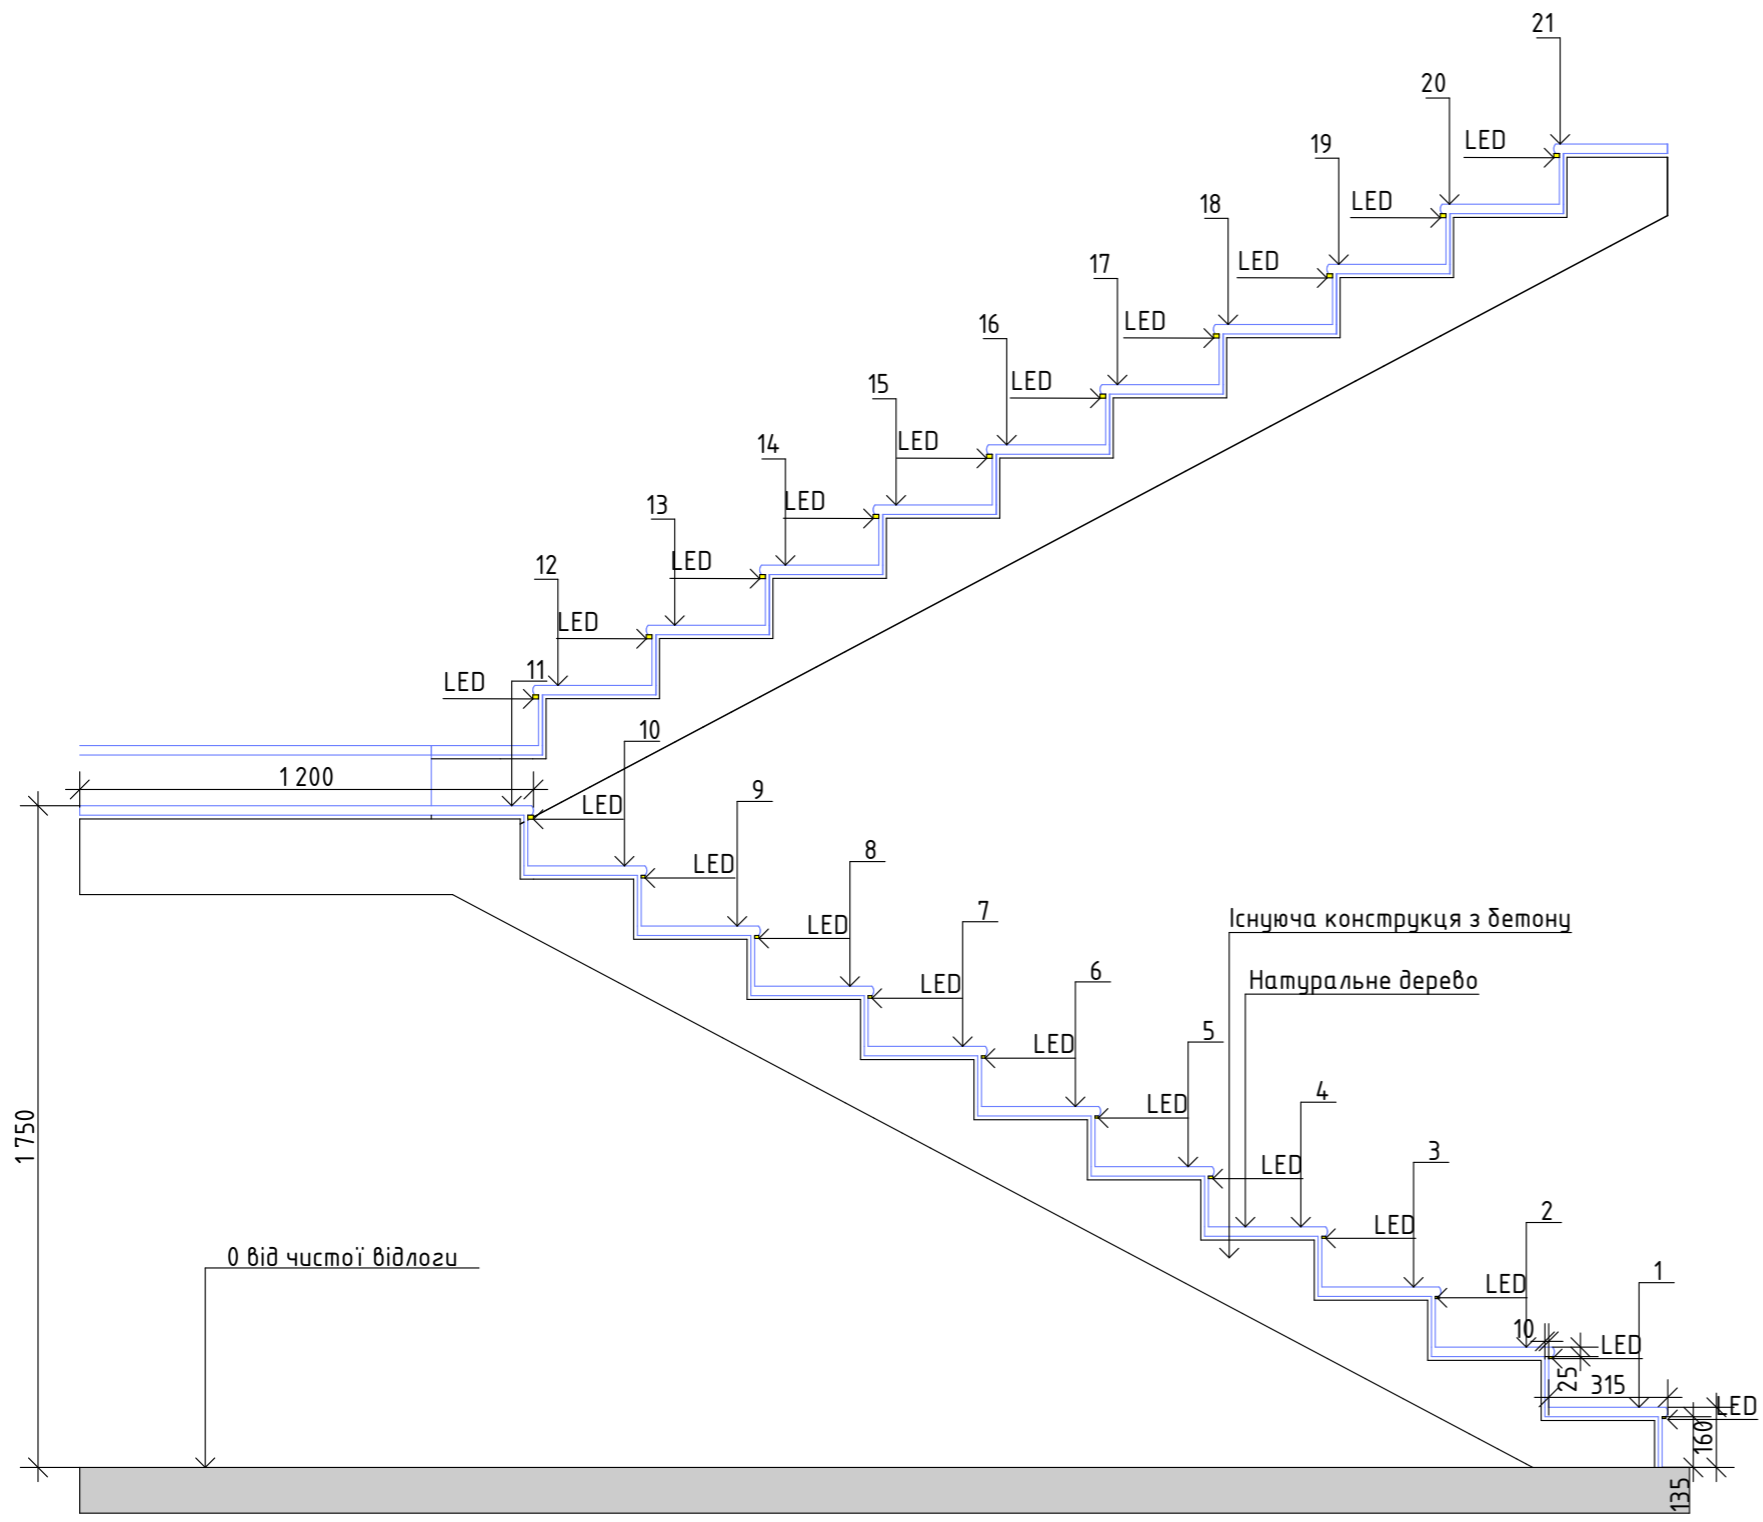 21
20
LED
19
LED
18
LED
17
LED
16
LED
15
LED
14
LED
13
LED
12
LED
11
LED
LED
10
1 200
LED
9
LED
8
LED
7
LED
6
Існуюча конструкця з бетону
Натуральне дерево
LED
5
LED
4
LED
3
LED
2
LED
1
1 750
0 від чистої відлоги
10
LED
25
315
LED
160
135